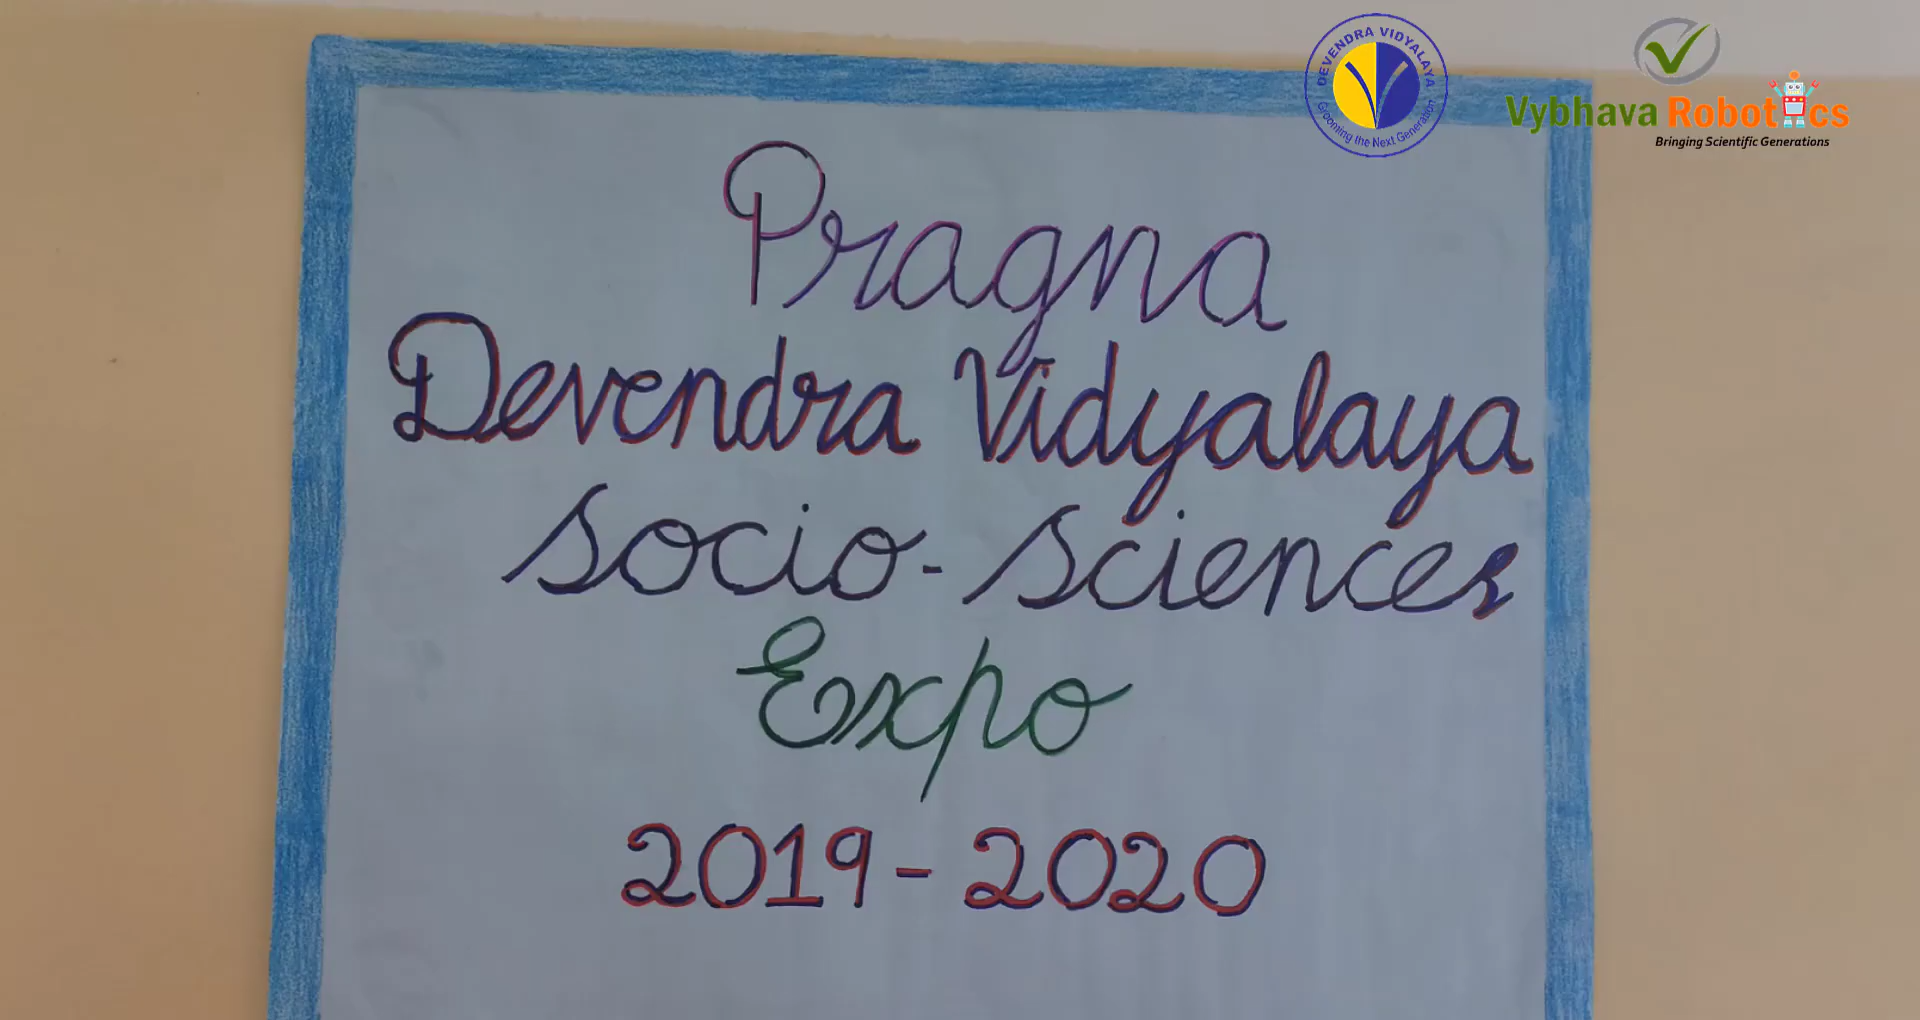 DEVENDRA VIDYALAYA
Grooming the Next Generation
Vybhava Robotics
Bringing Scientific Generations
Pragna
Devendra Vidyalaya
Socio-Sciences
Expo
2019-2020